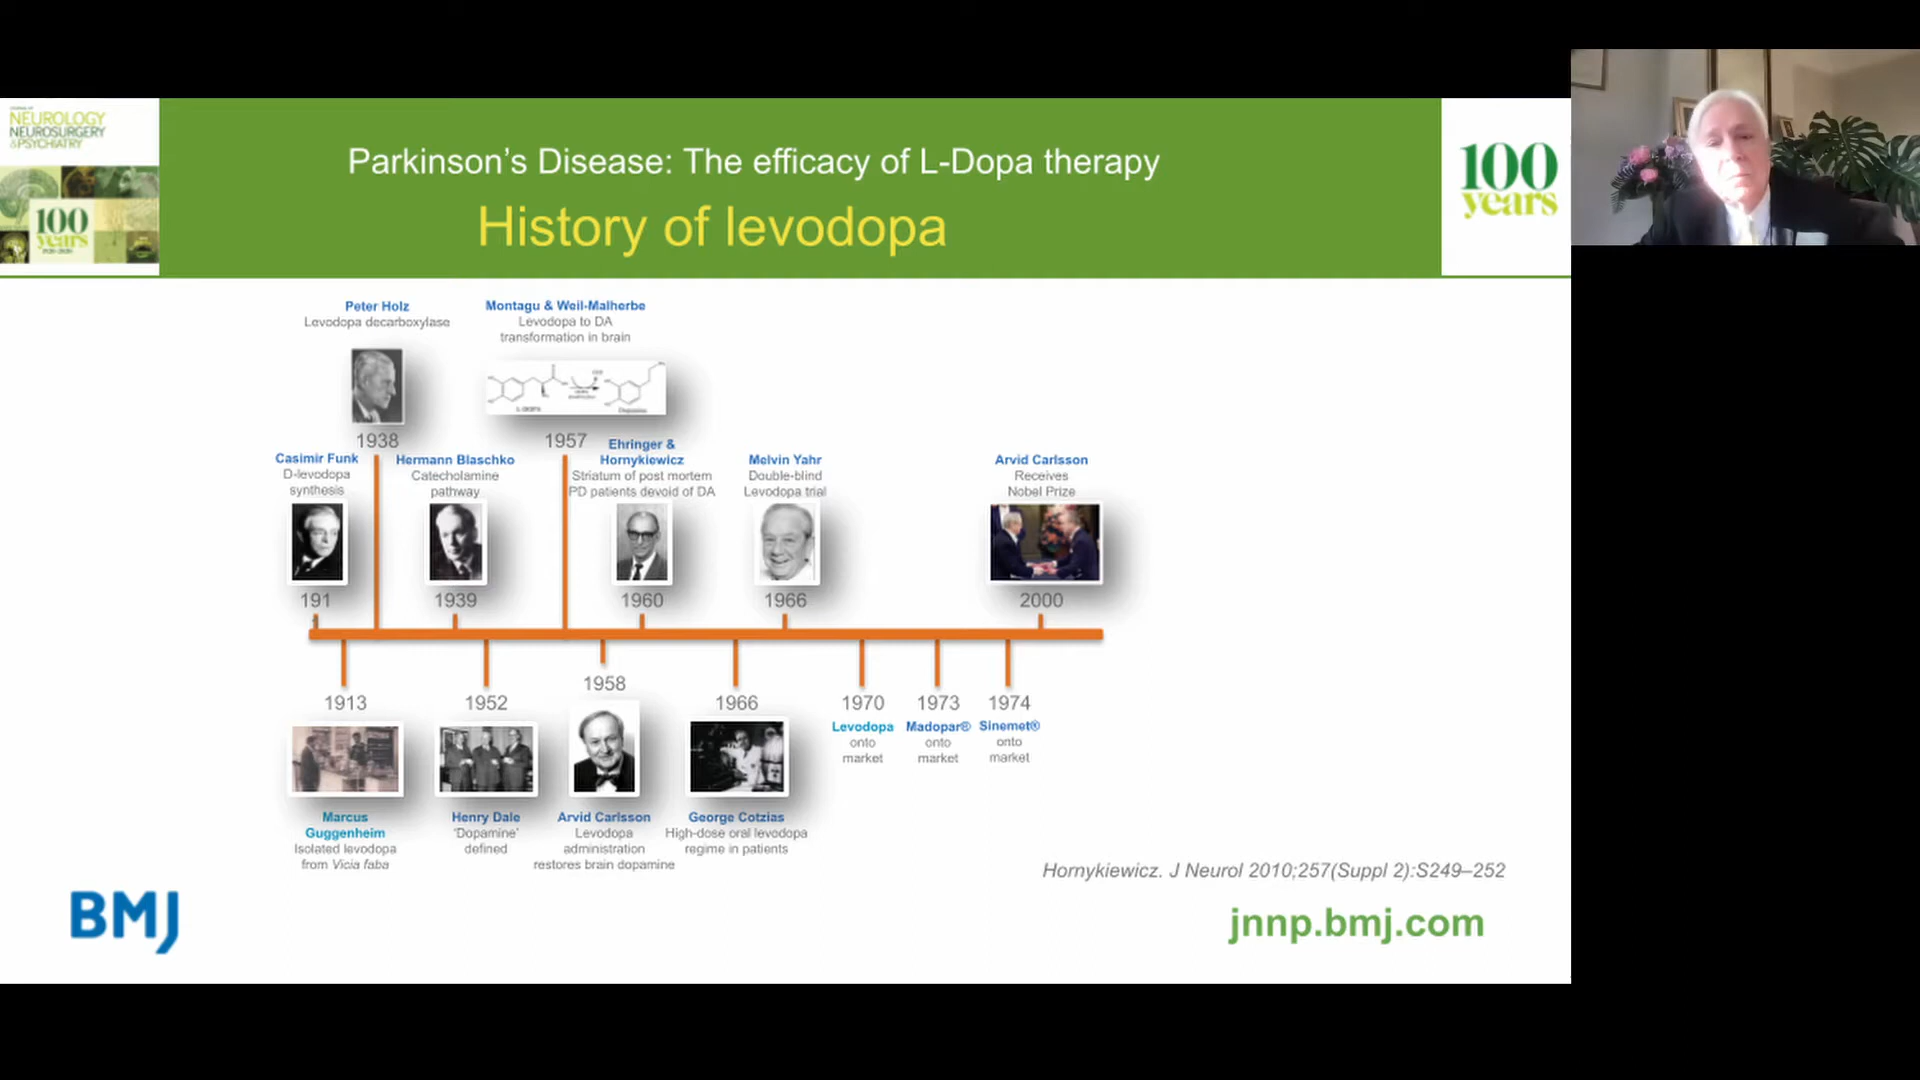 NEUROLOGY
NEUROSURGERY
&PSYCHIATRY
100
years
Parkinson's Disease: The efficacy of L-Dopa therapy
History of levodopa
100
years
Peter Holz
Levodopa decarboxylase
1938
Montagu & Weil-Malherbe
Levodopa to DA
transformation in brain
L-DOPA
Dopamine
1957
Casimir Funk
D-levodopa
synthesis
191
Hermann Blaschko
Catecholamine
pathway
1939
Ehringer &
Hornykiewicz
Striatum of post mortem
PD patients devoid of DA
1960
Melvin Yahr
Double-blind
Levodopa trial
1966
Arvid Carlsson
Receives
Nobel Prize
2000
1913
Marcus
Guggenheim
Isolated levodopa
from Vicia faba
1952
Henry Dale
'Dopamine'
defined
1958
Arvid Carlsson
Levodopa
administration
restores brain dopamine
1966
George Cotzias
High-dose oral levodopa
regime in patients
1970
Levodopa
onto
market
1973
Madopar®
onto
market
1974
Sinemet®
onto
market
Hornykiewicz. J Neurol 2010;257(Suppl 2):S249–252
BMJ
jnnp.bmj.com